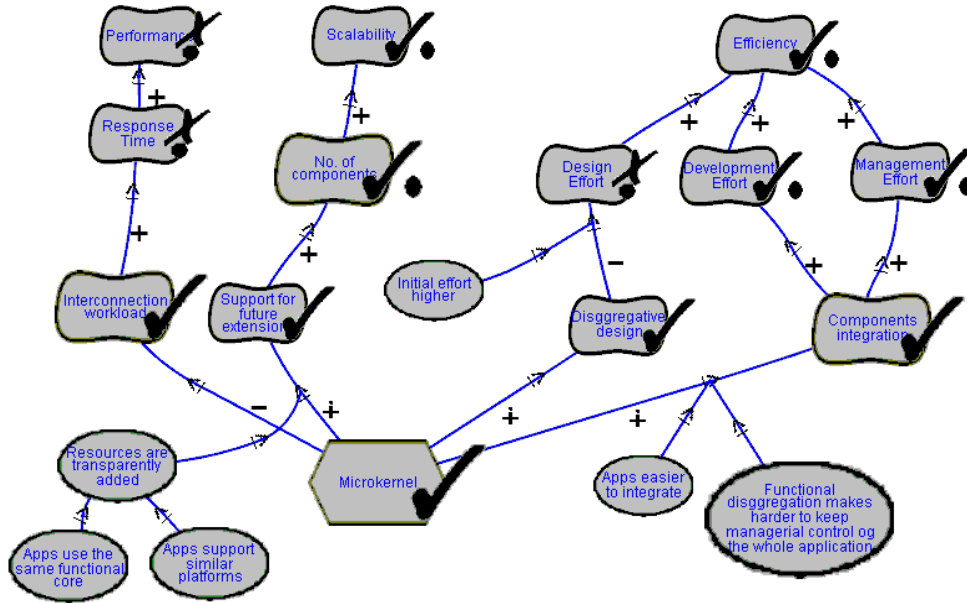 Performance
Scalability
Efficiency
Response
Time
No. of
components
Design
Effort
Development
Effort
Management
Effort
+
+
+
+
+
+
+
-
+
+
Initial effort
higher
Interconnection
workload
Support for
future
extension
Disggregative
design
Components
integration
-
+
+
+
Resources are
transparently
added
Microkernel
Apps easier
to integrate
Functional
disggregation makes
harder to keep
managerial control og
the whole application
Apps use the
same functional
core
Apps support
similar
platforms